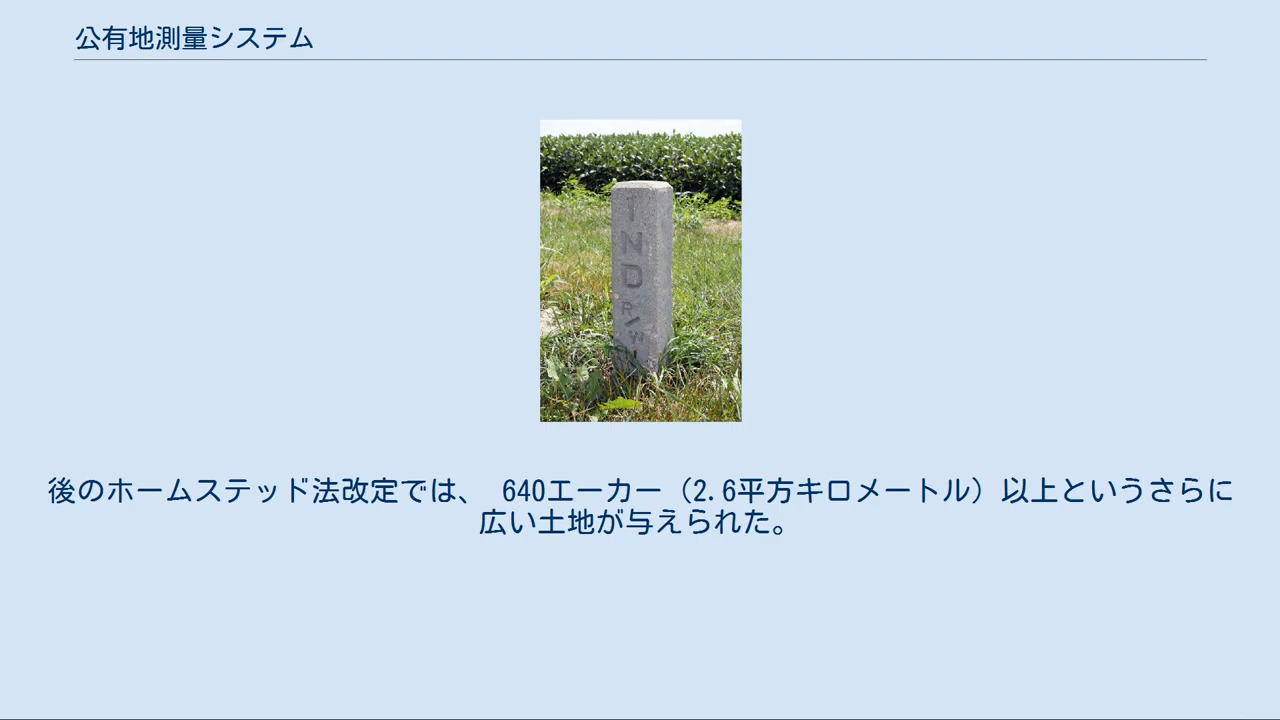 公有地測量システム
I
N
D
R/W
後のホームステッド法改定では、 640エーカー（2.6平方キロメートル）以上というさらに
広い土地が与えられた。